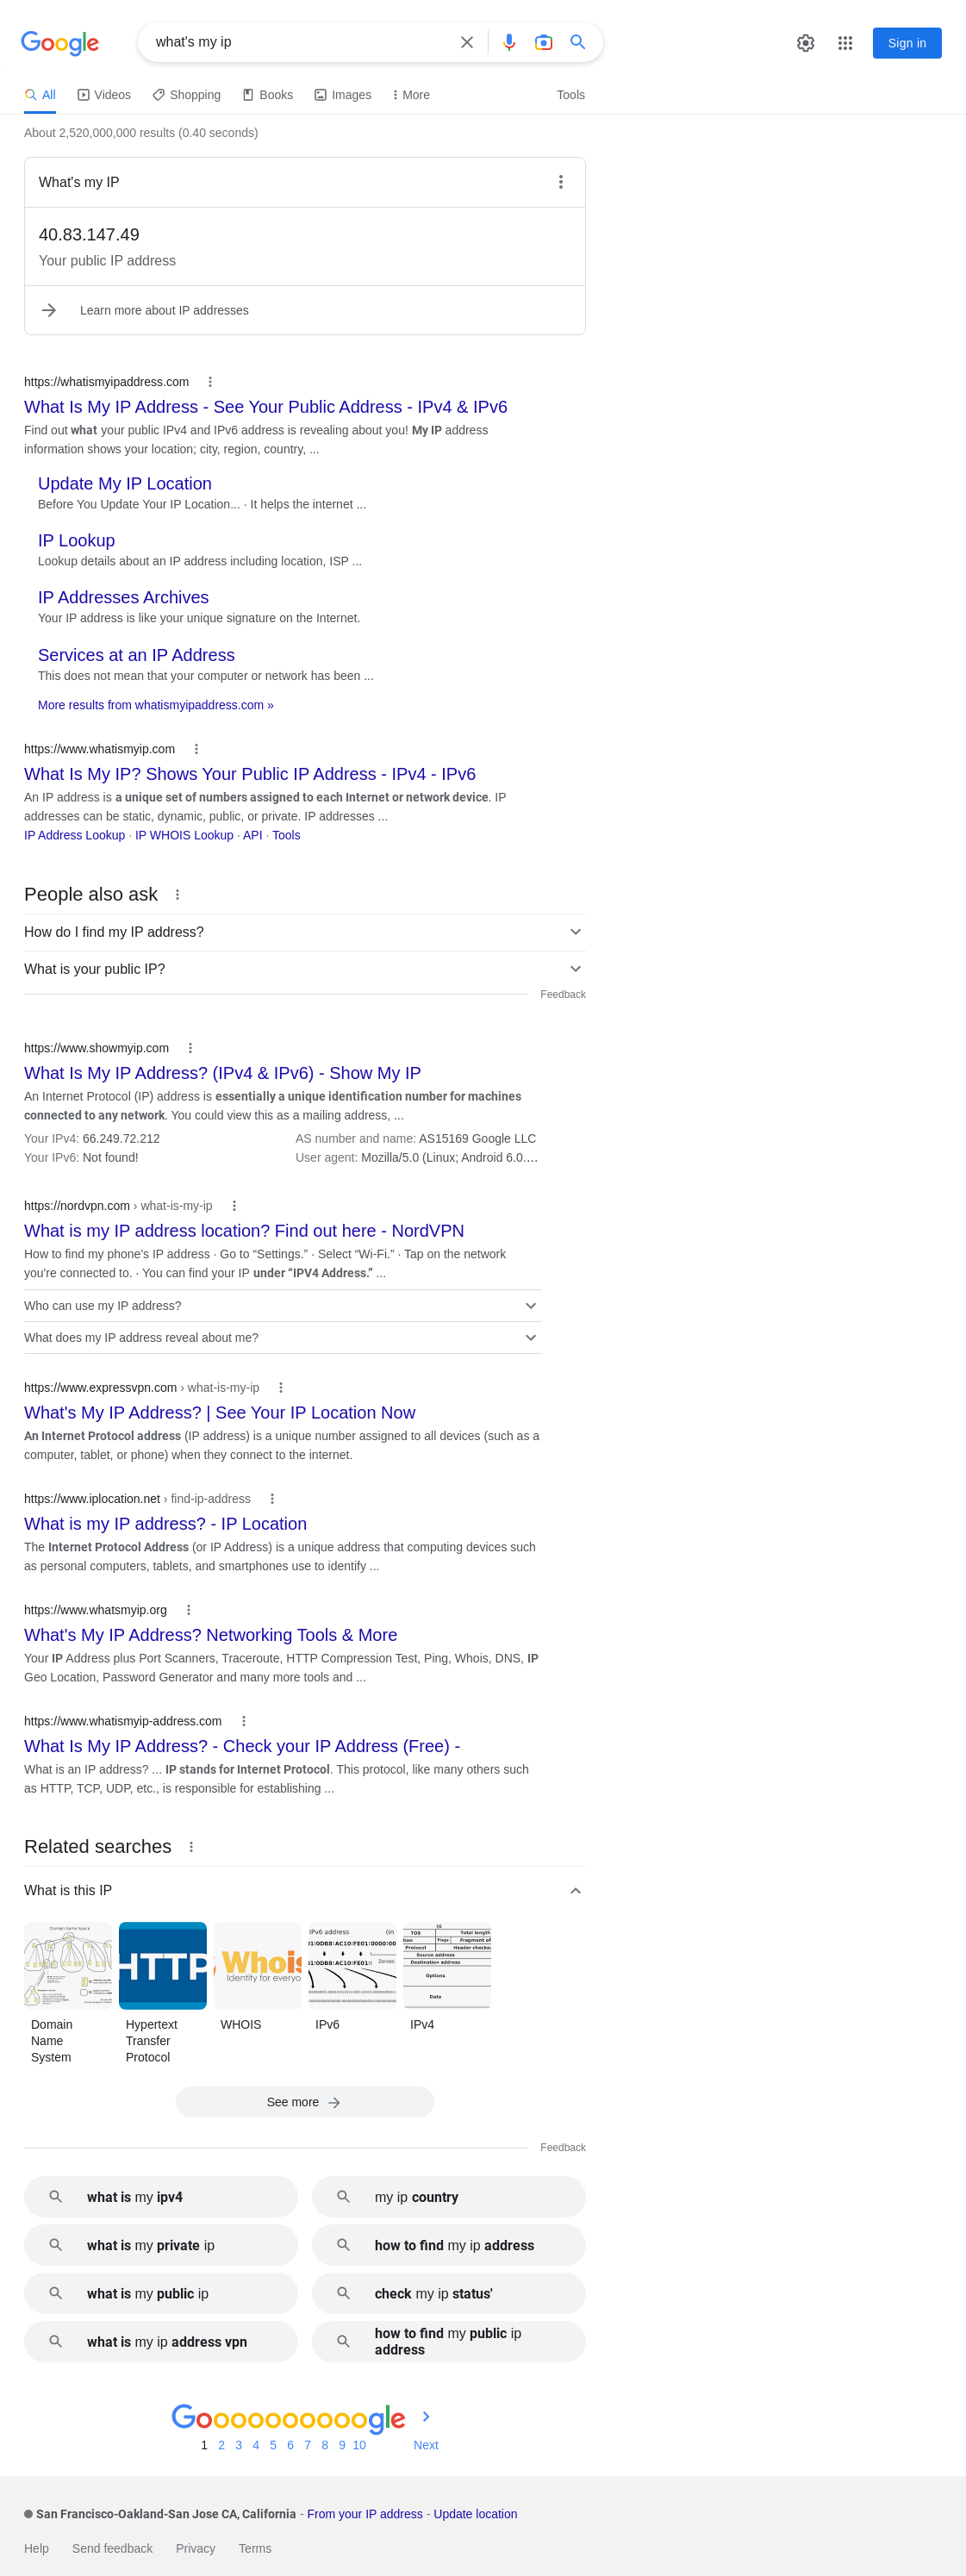 Google
what's my ip
Sign in
All
Videos
Shopping
Books
Images
More
Tools
About 2,520,000,000 results (0.40 seconds)
What's my IP
40.83.147.49
Your public IP address
Learn more about IP addresses
https://whatismyipaddress.com
What Is My IP Address - See Your Public Address - IPv4 & IPv6
Find out what your public IPv4 and IPv6 address is revealing about you! My IP address
information shows your location; city, region, country, ...
Update My IP Location
Before You Update Your IP Location... · It helps the internet ...
IP Lookup
Lookup details about an IP address including location, ISP ...
IP Addresses Archives
Your IP address is like your unique signature on the Internet.
Services at an IP Address
This does not mean that your computer or network has been ...
More results from whatismyipaddress.com »
https://www.whatismyip.com
What Is My IP? Shows Your Public IP Address - IPv4 - IPv6
An IP address is a unique set of numbers assigned to each Internet or network device. IP
addresses can be static, dynamic, public, or private. IP addresses ...
IP Address Lookup · IP WHOIS Lookup · API · Tools
People also ask
How do I find my IP address?
What is your public IP?
Feedback
https://www.showmyip.com
What Is My IP Address? (IPv4 & IPv6) - Show My IP
An Internet Protocol (IP) address is essentially a unique identification number for machines
connected to any network. You could view this as a mailing address, ...
Your IPv4: 66.249.72.212
AS number and name: AS15169 Google LLC
Your IPv6: Not found!
User agent: Mozilla/5.0 (Linux; Android 6.0....
https://nordvpn.com › what-is-my-ip
What is my IP address location? Find out here - NordVPN
How to find my phone's IP address · Go to “Settings.” · Select “Wi-Fi.” · Tap on the network
you're connected to. · You can find your IP under “IPV4 Address.” ...
Who can use my IP address?
What does my IP address reveal about me?
https://www.expressvpn.com › what-is-my-ip
What's My IP Address? | See Your IP Location Now
An Internet Protocol address (IP address) is a unique number assigned to all devices (such as a
computer, tablet, or phone) when they connect to the internet.
https://www.iplocation.net › find-ip-address
What is my IP address? - IP Location
The Internet Protocol Address (or IP Address) is a unique address that computing devices such
as personal computers, tablets, and smartphones use to identify ...
https://www.whatsmyip.org
What's My IP Address? Networking Tools & More
Your IP Address plus Port Scanners, Traceroute, HTTP Compression Test, Ping, Whois, DNS, IP
Geo Location, Password Generator and many more tools and ...
https://www.whatismyip-address.com
What Is My IP Address? - Check your IP Address (Free) -
What is an IP address? ... IP stands for Internet Protocol. This protocol, like many others such
as HTTP, TCP, UDP, etc., is responsible for establishing ...
Related searches
What is this IP
Domain Name Space
HTTP
Whois
Identity for everyo
IPv6 address (in
Zeroes
TOS
Total length
Flags
Fragment of
Protocol
Header checks
Source address
Destination address
Options
Data
Domain
Name
System
Hypertext
Transfer
Protocol
WHOIS
IPv6
IPv4
See more
Feedback
what is my ipv4
my ip country
what is my private ip
how to find my ip address
what is my public ip
check my ip status'
what is my ip address vpn
how to find my public ip
address
Goooooooooogle
1 2 3 4 5 6 7 8 9 10 Next
San Francisco-Oakland-San Jose CA, California - From your IP address - Update location
Help
Send feedback
Privacy
Terms